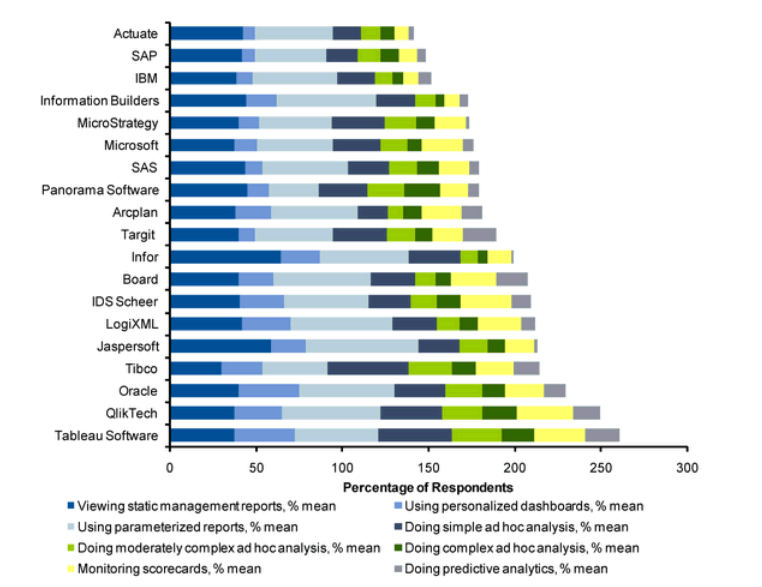 Actuate
SAP
IBM
Information Builders
MicroStrategy
Microsoft
SAS
Panorama Software
Arcplan
Targit
Infor
Board
IDS Scheer
LogiXML
Jaspersoft
Tibco
Oracle
QlikTech
Tableau Software
0 50 100 150 200 250 300
Percentage of Respondents
Viewing static management reports, % mean Using personalized dashboards, % mean
Using parameterized reports, % mean Doing simple ad hoc analysis, % mean
Doing moderately complex ad hoc analysis, % mean Doing complex ad hoc analysis, % mean
Monitoring scorecards, % mean Doing predictive analytics, % mean